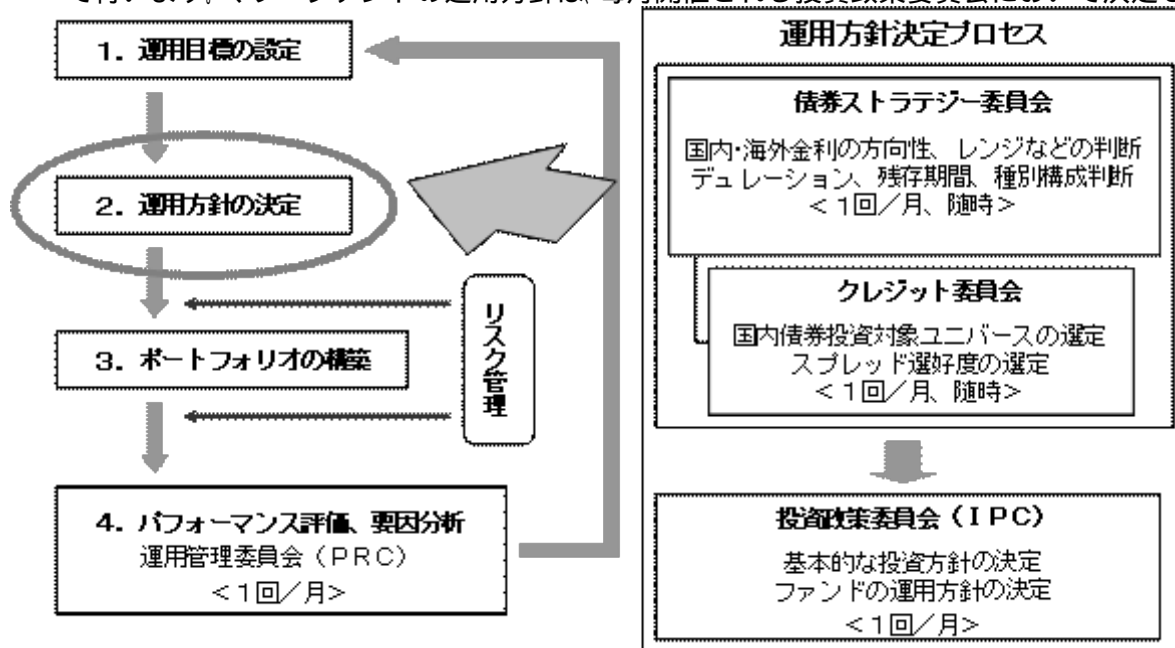 1．運用目標の設定
2．運用方針の決定
リスク管理
3．ポートフォリオの構築
4．パフォーマンス評価、要因分析
運用管理委員会（PRC）
＜1回／月＞
運用方針決定プロセス
債券ストラテジー委員会
国内・海外金利の方向性、レンジなどの判断
デュレーション、残存期間、種別構成判断
＜1回／月、随時＞
クレジット委員会
国内債券投資対象ユニバースの選定
スプレッド選好度の選定
＜1回／月、随時＞
投資政策委員会（IPC）
基本的な投資方針の決定
ファンドの運用方針の決定
＜1回／月＞